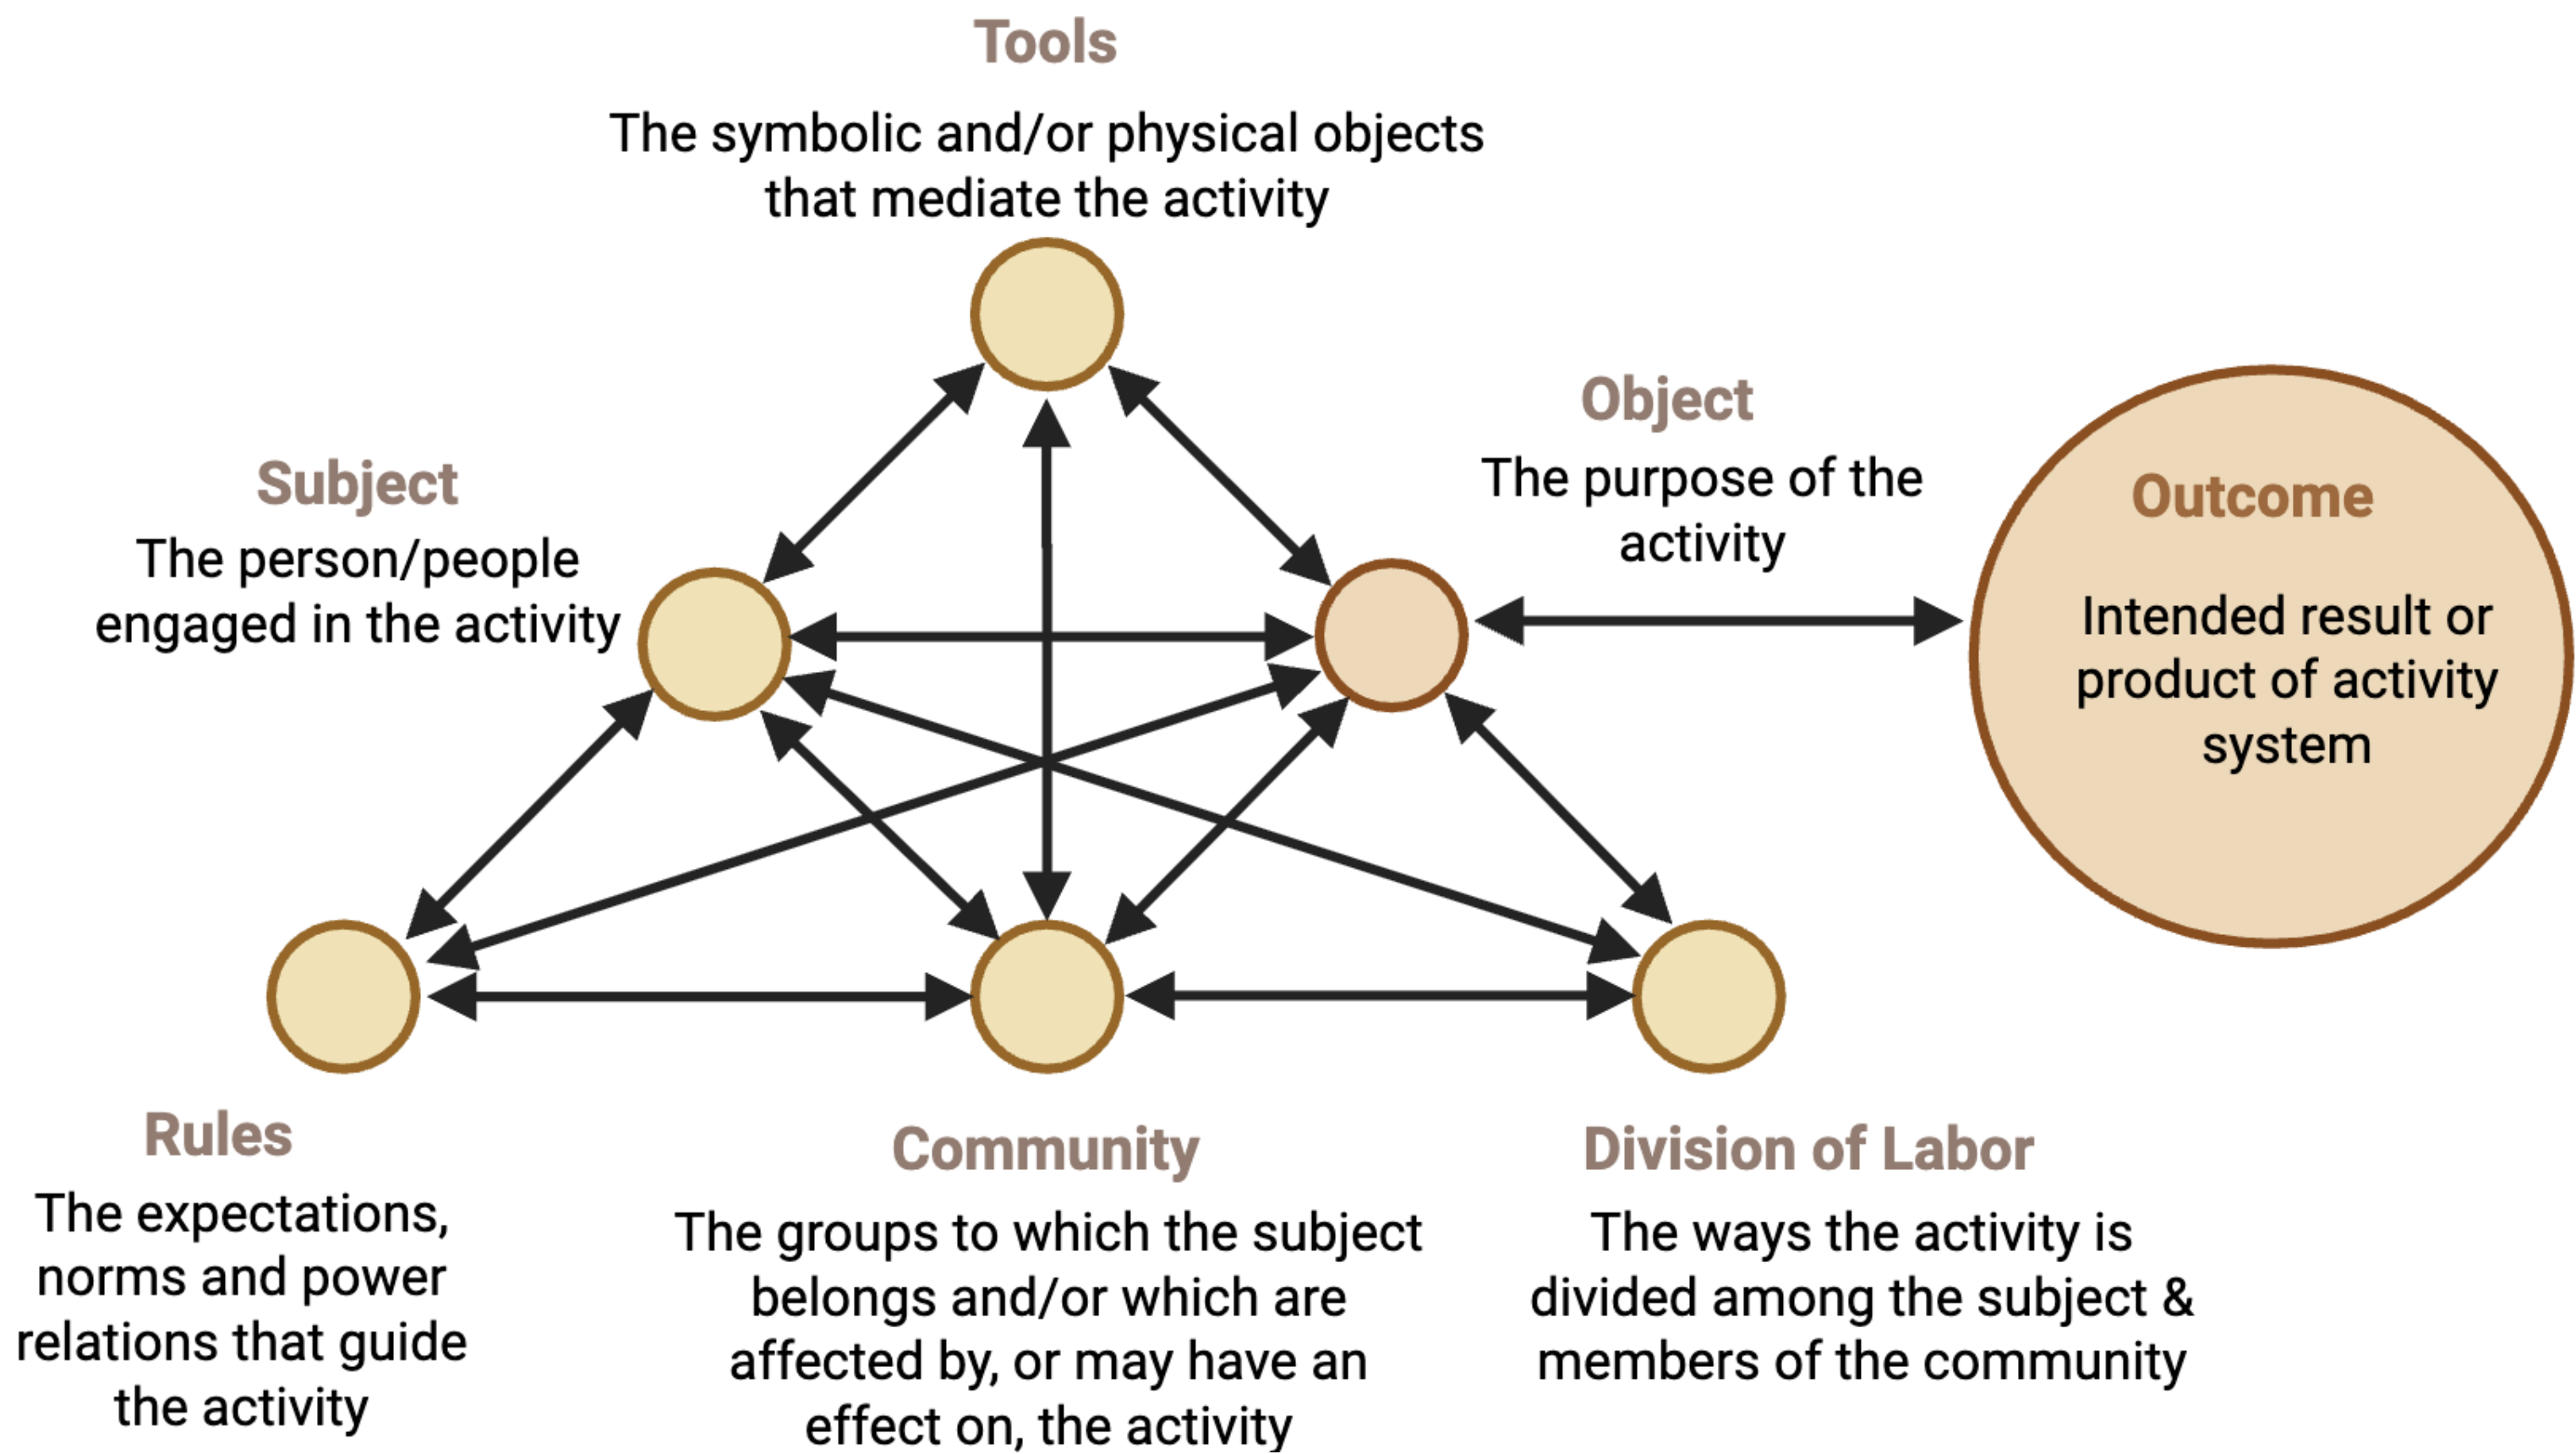 Tools
The symbolic and/or physical objects
that mediate the activity
Subject
The person/people
engaged in the activity
Object
The purpose of the
activity
Outcome
Intended result or
product of activity
system
Rules
The expectations,
norms and power
relations that guide
the activity
Community
The groups to which the subject
belongs and/or which are
affected by, or may have an
effect on, the activity
Division of Labor
The ways the activity is
divided among the subject &
members of the community